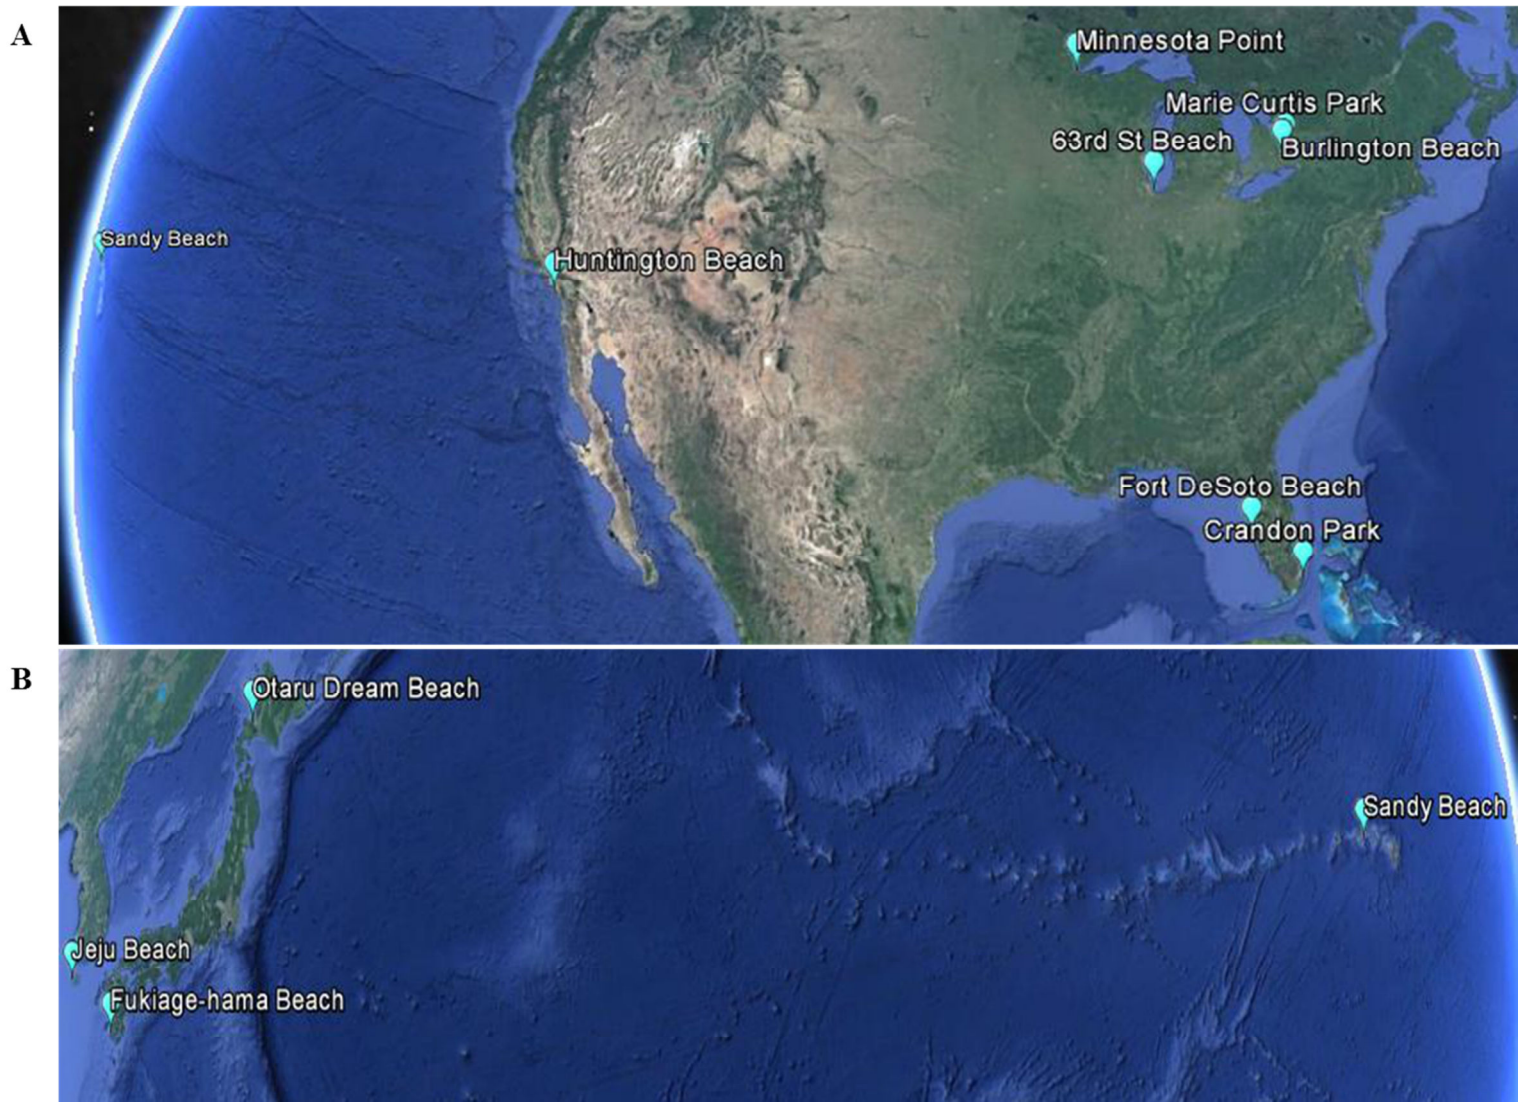 A
Minnesota Point
Marie Curtis Park
63rd St Beach
Burlington Beach
Sandy Beach
Huntington Beach
Fort DeSoto Beach
Crandon Park
B
Otaru Dream Beach
Sandy Beach
Jeju Beach
Fukiage-hama Beach